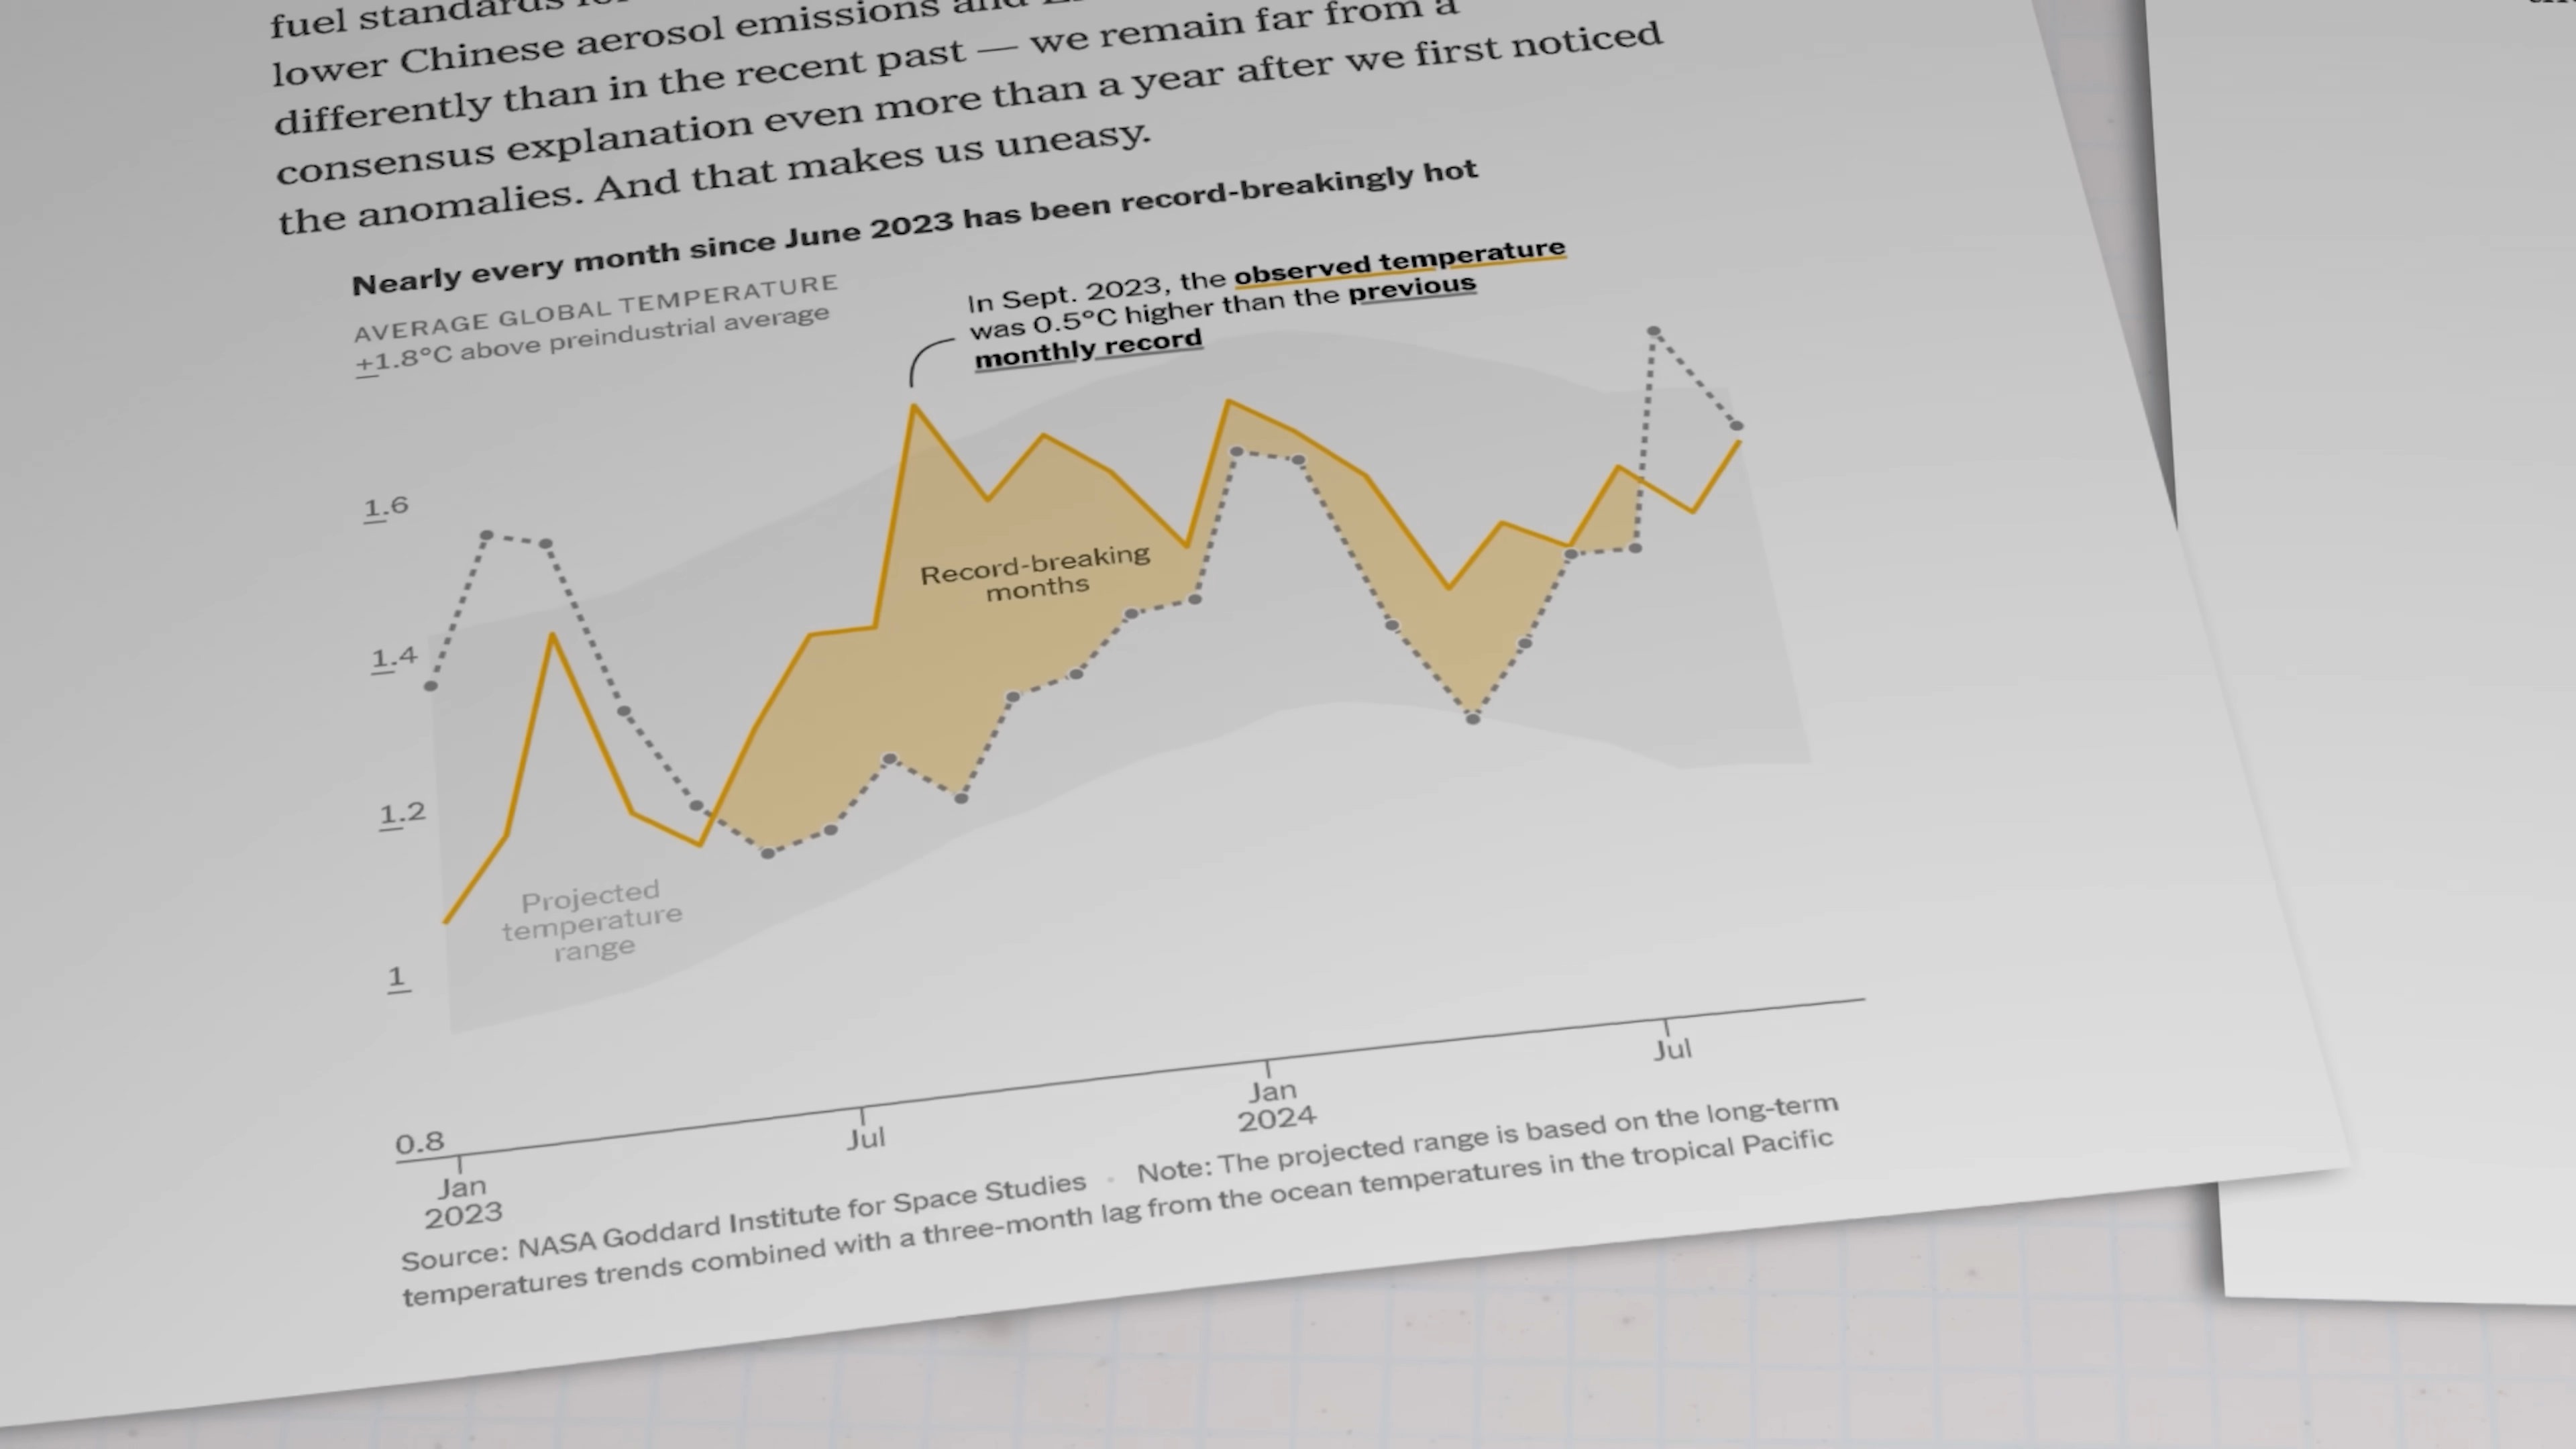 fuel standards
lower Chinese aerosol emissions and
differently than in the recent past — we remain far from a
consensus explanation even more than a year after we first noticed
the anomalies. And that makes us uneasy.
Nearly every month since June 2023 has been record-breakingly hot
AVERAGE GLOBAL TEMPERATURE
+1.8°C above preindustrial average
In Sept. 2023, the observed temperature
was 0.5°C higher than the previous
monthly record
1.6
1.4
1.2
1
0.8
Record-breaking
months
Projected
temperature
range
Jan
2023
Jul
Jan
2024
Jul
Source: NASA Goddard Institute for Space Studies · Note: The projected range is based on the long-term
temperatures trends combined with a three-month lag from the ocean temperatures in the tropical Pacific